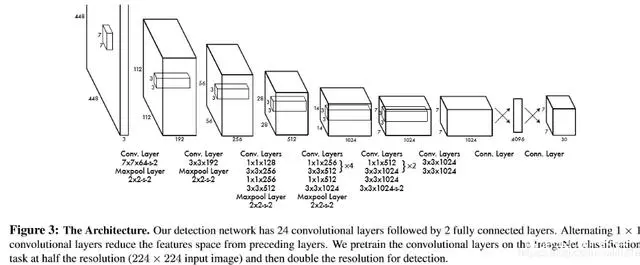 448
7
7
448
3
112
3
3
112
192
56
3
3
56
256
28
3
3
28
512
14
3
3
14
1024
7
3
3
7
1024
7
7
1024
4096
7
7
30
Conv. Layer
7x7x64-s-2
Maxpool Layer
2x2-s-2
Conv. Layer
3x3x192
Maxpool Layer
2x2-s-2
Conv. Layers
1x1x128
3x3x256
1x1x256
3x3x512
Maxpool Layer
2x2-s-2
Conv. Layers
1x1x256
3x3x512 }×4
1x1x512
3x3x1024
Maxpool Layer
2x2-s-2
Conv. Layers
1x1x512
3x3x1024 }×2
3x3x1024
3x3x1024-s-2
Conv. Layers
3x3x1024
3x3x1024
Conn. Layer
Conn. Layer
Figure 3: The Architecture. Our detection network has 24 convolutional layers followed by 2 fully connected layers. Alternating 1 × 1
convolutional layers reduce the features space from preceding layers. We pretrain the convolutional layers on the ImageNet classification
task at half the resolution (224 × 224 input image) and then double the resolution for detection.